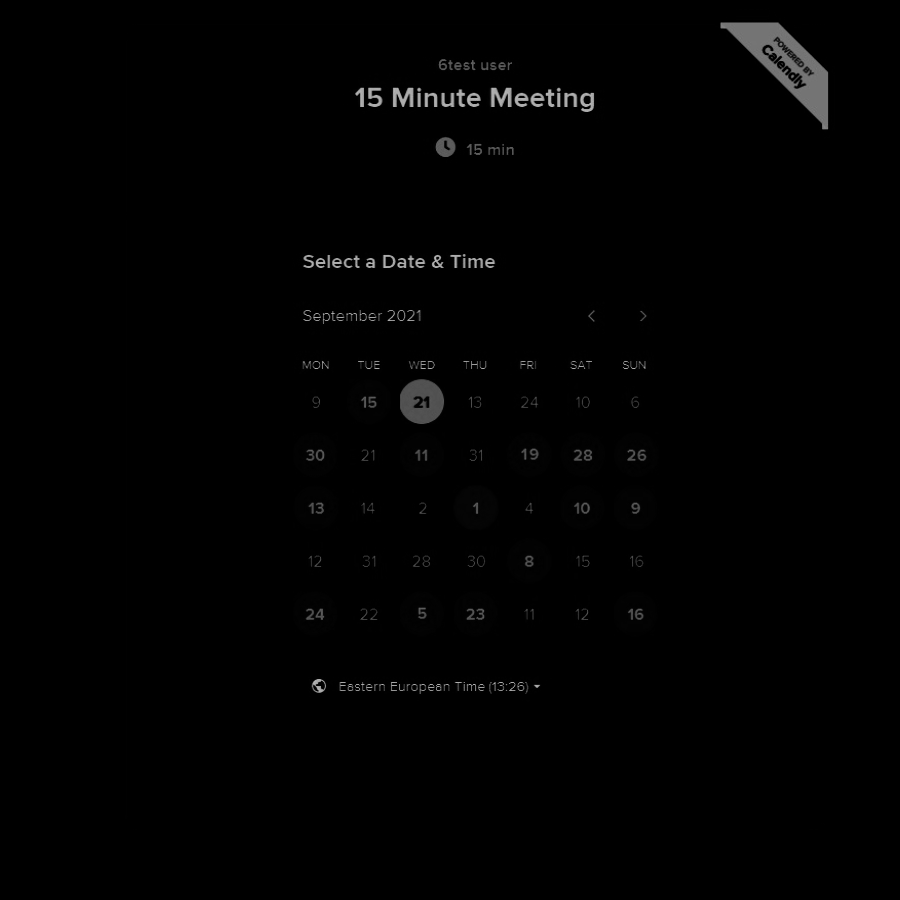 POWERED BY
Calendly
6test user
15 Minute Meeting
15 min
Select a Date & Time
September 2021
MON TUE WED THU FRI SAT SUN
9 15 21 13 24 10 6
30 21 11 31 19 28 26
13 14 2 1 4 10 9
12 31 28 30 8 15 16
24 22 5 23 11 12 16
Eastern European Time (13:26)